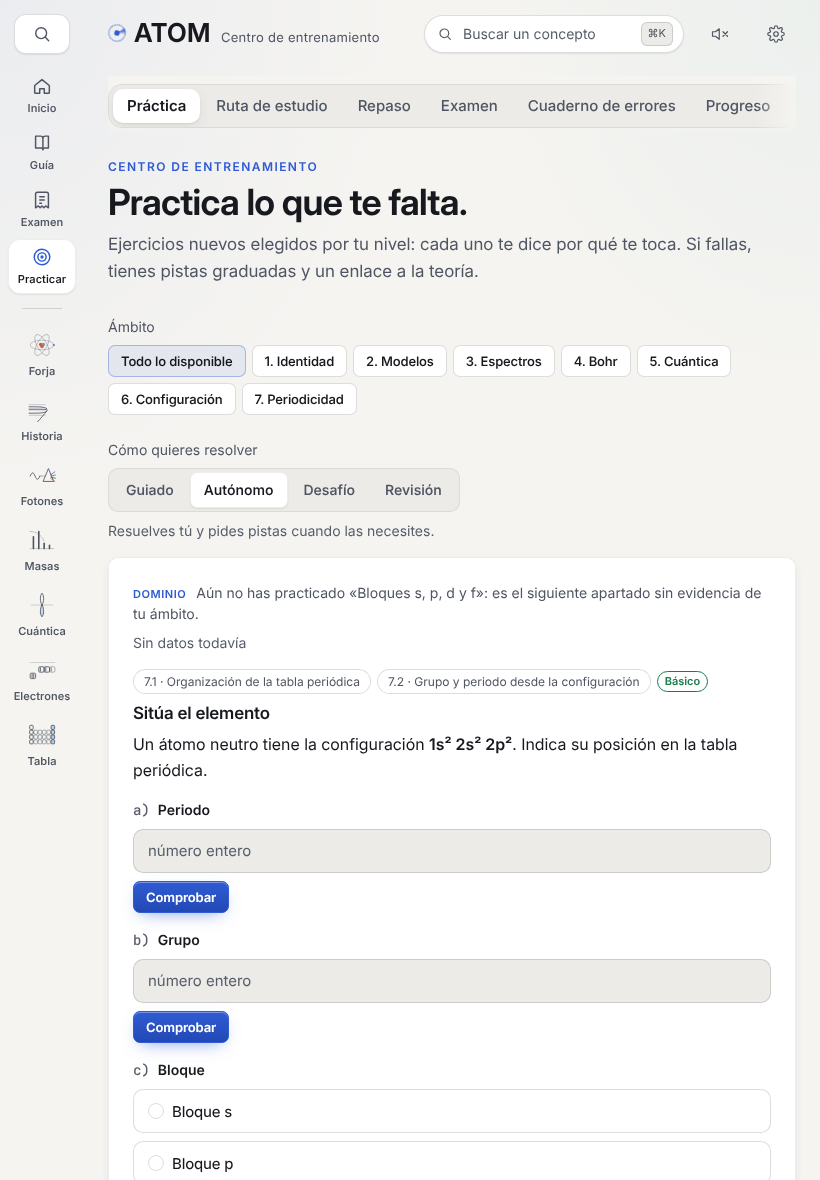 ATOM Centro de entrenamiento
Buscar un concepto ⌘K
Inicio
Guía
Examen
Practicar
Forja
Historia
Fotones
Masas
Cuántica
Electrones
Tabla
Práctica Ruta de estudio Repaso Examen Cuaderno de errores Progreso
CENTRO DE ENTRENAMIENTO
Practica lo que te falta.
Ejercicios nuevos elegidos por tu nivel: cada uno te dice por qué te toca. Si fallas,
tienes pistas graduadas y un enlace a la teoría.
Ámbito
Todo lo disponible 1. Identidad 2. Modelos 3. Espectros 4. Bohr 5. Cuántica
6. Configuración 7. Periodicidad
Cómo quieres resolver
Guiado Autónomo Desafío Revisión
Resuelves tú y pides pistas cuando las necesites.
DOMINIO Aún no has practicado «Bloques s, p, d y f»: es el siguiente apartado sin evidencia de
tu ámbito.
Sin datos todavía
7.1 · Organización de la tabla periódica 7.2 · Grupo y periodo desde la configuración Básico
Sitúa el elemento
Un átomo neutro tiene la configuración 1s² 2s² 2p². Indica su posición en la tabla
periódica.
a) Periodo
número entero
Comprobar
b) Grupo
número entero
Comprobar
c) Bloque
Bloque s
Bloque p